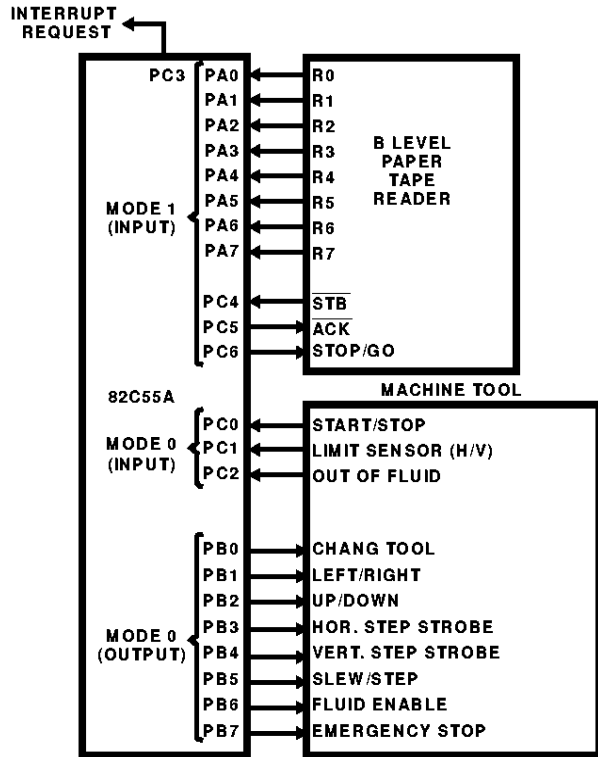 INTERRUPT
REQUEST
PC3 PA0 R0
PA1 R1
PA2 R2
PA3 R3
PA4 R4
PA5 R5
PA6 R6
PA7 R7
B LEVEL
PAPER
TAPE
READER
MODE 1
(INPUT)
PC4 STB
PC5 ACK
PC6 STOP/GO
MACHINE TOOL
82C55A
MODE 0
(INPUT)
PC0 START/STOP
PC1 LIMIT SENSOR (H/V)
PC2 OUT OF FLUID
MODE 0
(OUTPUT)
PB0 CHANG TOOL
PB1 LEFT/RIGHT
PB2 UP/DOWN
PB3 HOR. STEP STROBE
PB4 VERT. STEP STROBE
PB5 SLEW/STEP
PB6 FLUID ENABLE
PB7 EMERGENCY STOP